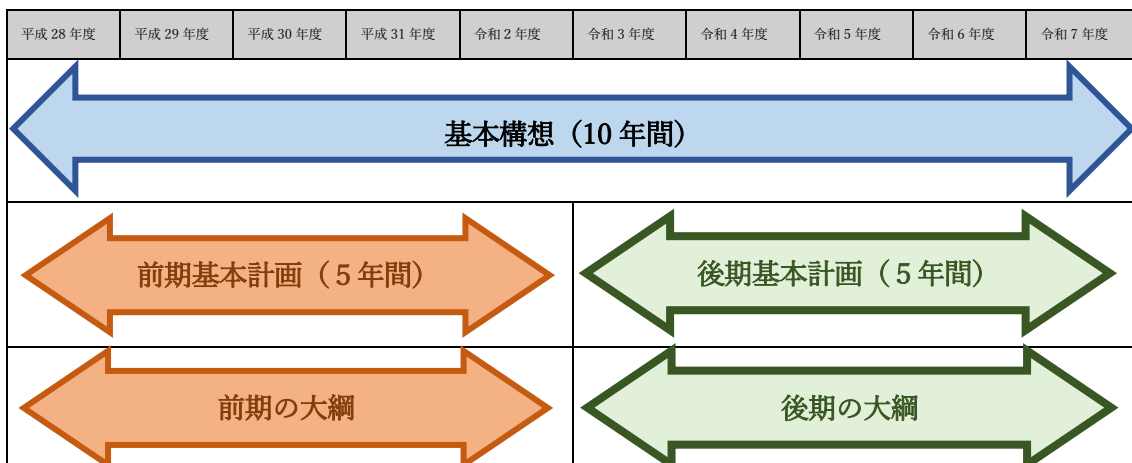 平成 28 年度 平成 29 年度 平成 30 年度 平成 31 年度 令和 2 年度 令和 3 年度 令和 4 年度 令和 5 年度 令和 6 年度 令和 7 年度
基本構想（10 年間）
前期基本計画（５年間） 後期基本計画（５年間）
前期の大綱 後期の大綱